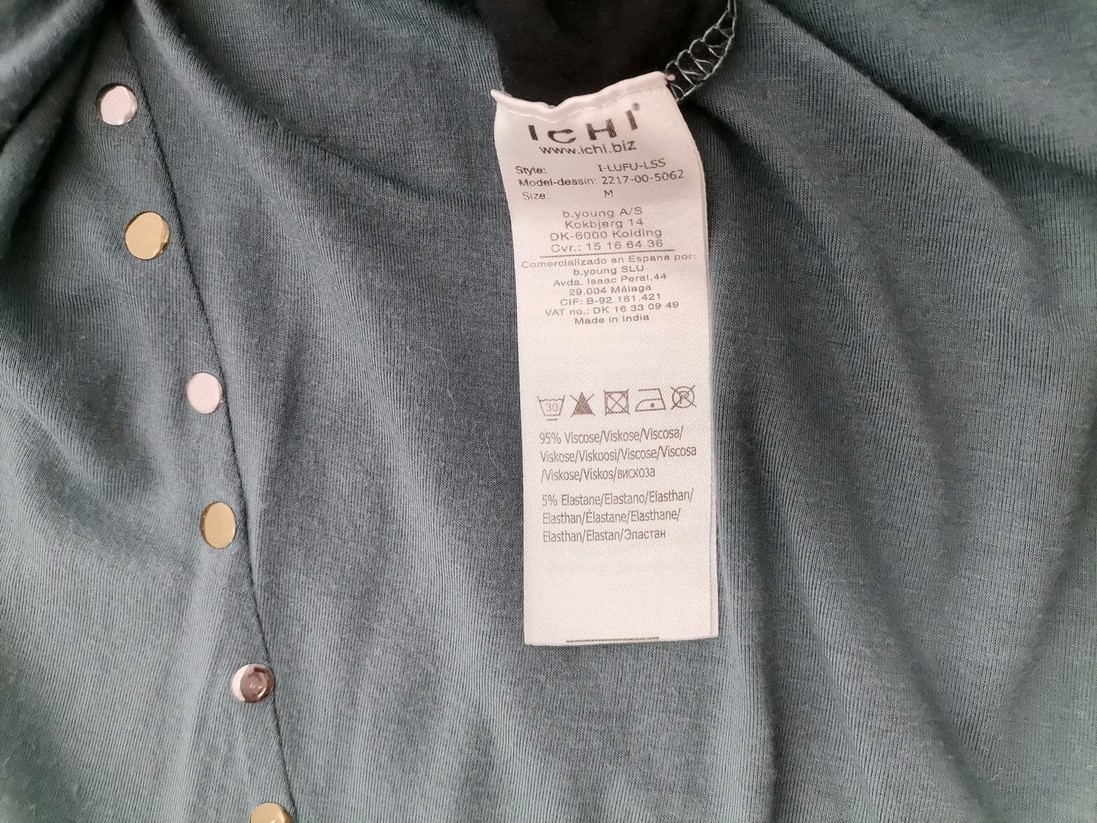 ICHI®
www.ichi.biz
Style: I-LUFU-LSS
Model-dessin: 2217-00-5062
Size: M
b.young A/S
Kokbjerg 14
DK-6000 Kolding
Cvr.: 15 16 64 36
Comercializado en Espana por:
b.young SLU
Avda. Isaac Peral,44
29.004 Málaga
CIF: B-92.161.421
VAT no.: DK 16 33 09 49
Made in India
30
P
95% Viscose/Viskose/Viscosa/
Viskose/Viskoosi/Viscose/Viscosa
/Viskose/Viskos/вискоза
5% Elastane/Elastano/Elasthan/
Elasthan/Élastane/Elasthane/
Elasthan/Elastan/Эластан